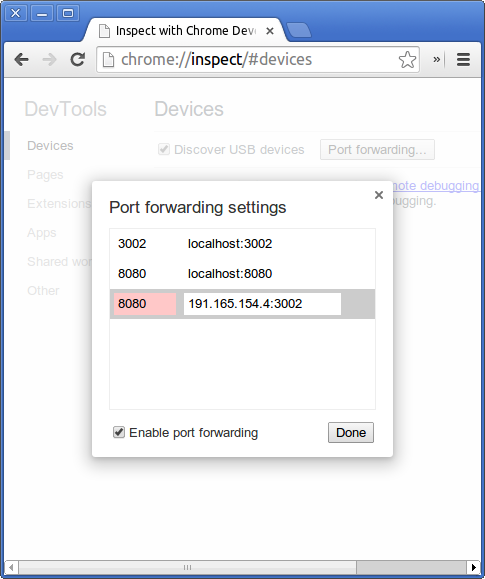 Inspect with Chrome Dev
chrome://inspect/#devices
DevTools
Devices
Devices
Discover USB devices
Port forwarding...
Pages
Extensions
Apps
Shared wor
Other
note debugging
ugging.
Port forwarding settings
3002 localhost:3002
8080 localhost:8080
8080 191.165.154.4:3002
Enable port forwarding
Done